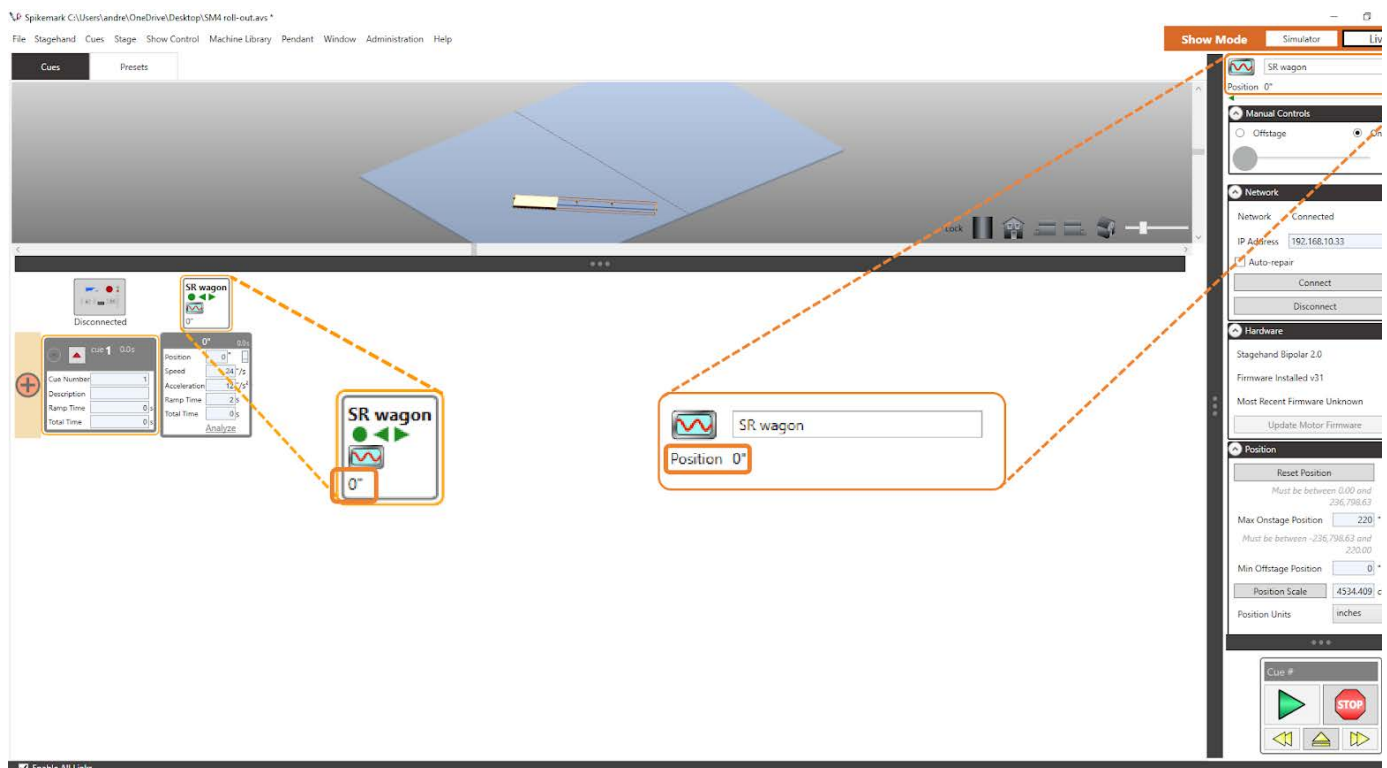 Spikemark C:\Users\andre\OneDrive\Desktop\SM4 roll-out.avs *
File Stagehand Cues Stage Show Control Machine Library Pendant Window Administration Help
Show Mode Simulator Liv
Cues Presets
SR wagon
Position 0"
Manual Controls
Offstage On
Network
Network Connected
IP Address 192.168.10.33
Auto-repair
Connect
Disconnect
Hardware
Stagehand Bipolar 2.0
Firmware Installed v31
Most Recent Firmware Unknown
Update Motor Firmware
Position
Reset Position
Must be between 0.00 and
236,798.63
Max Onstage Position 220 "
Must be between -236,798.63 and
220.00
Min Offstage Position 0 "
Position Scale 4534.409 c
Position Units inches
Cue #
STOP
Lock
Disconnected
SR wagon
0"
cue 1 0.0s
Cue Number 1
Description
Ramp Time 0 s
Total Time 0 s
0" 0.0s
Position 0 "
Speed 24 "/s
Acceleration 12 "/s²
Ramp Time 2 s
Total Time 0 s
Analyze
SR wagon
0"
SR wagon
Position 0"
Enable All Links